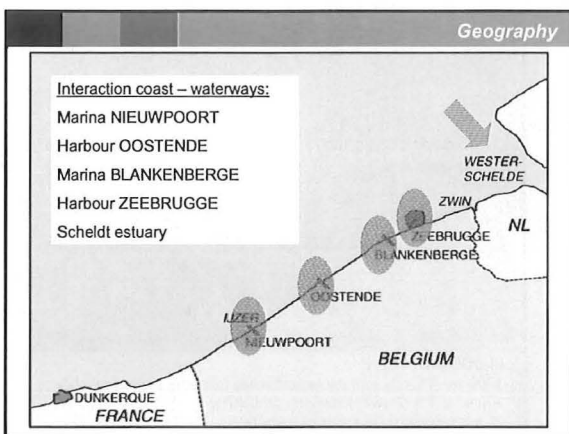 Geography
Interaction coast – waterways:
Marina NIEUWPOORT
Harbour OOSTENDE
Marina BLANKENBERGE
Harbour ZEEBRUGGE
Scheldt estuary
WESTER-
SCHELDE
ZWIN
NL
ZEEBRUGGE
BLANKENBERGE
OOSTENDE
IJZER
NIEUWPOORT
BELGIUM
DUNKERQUE
FRANCE